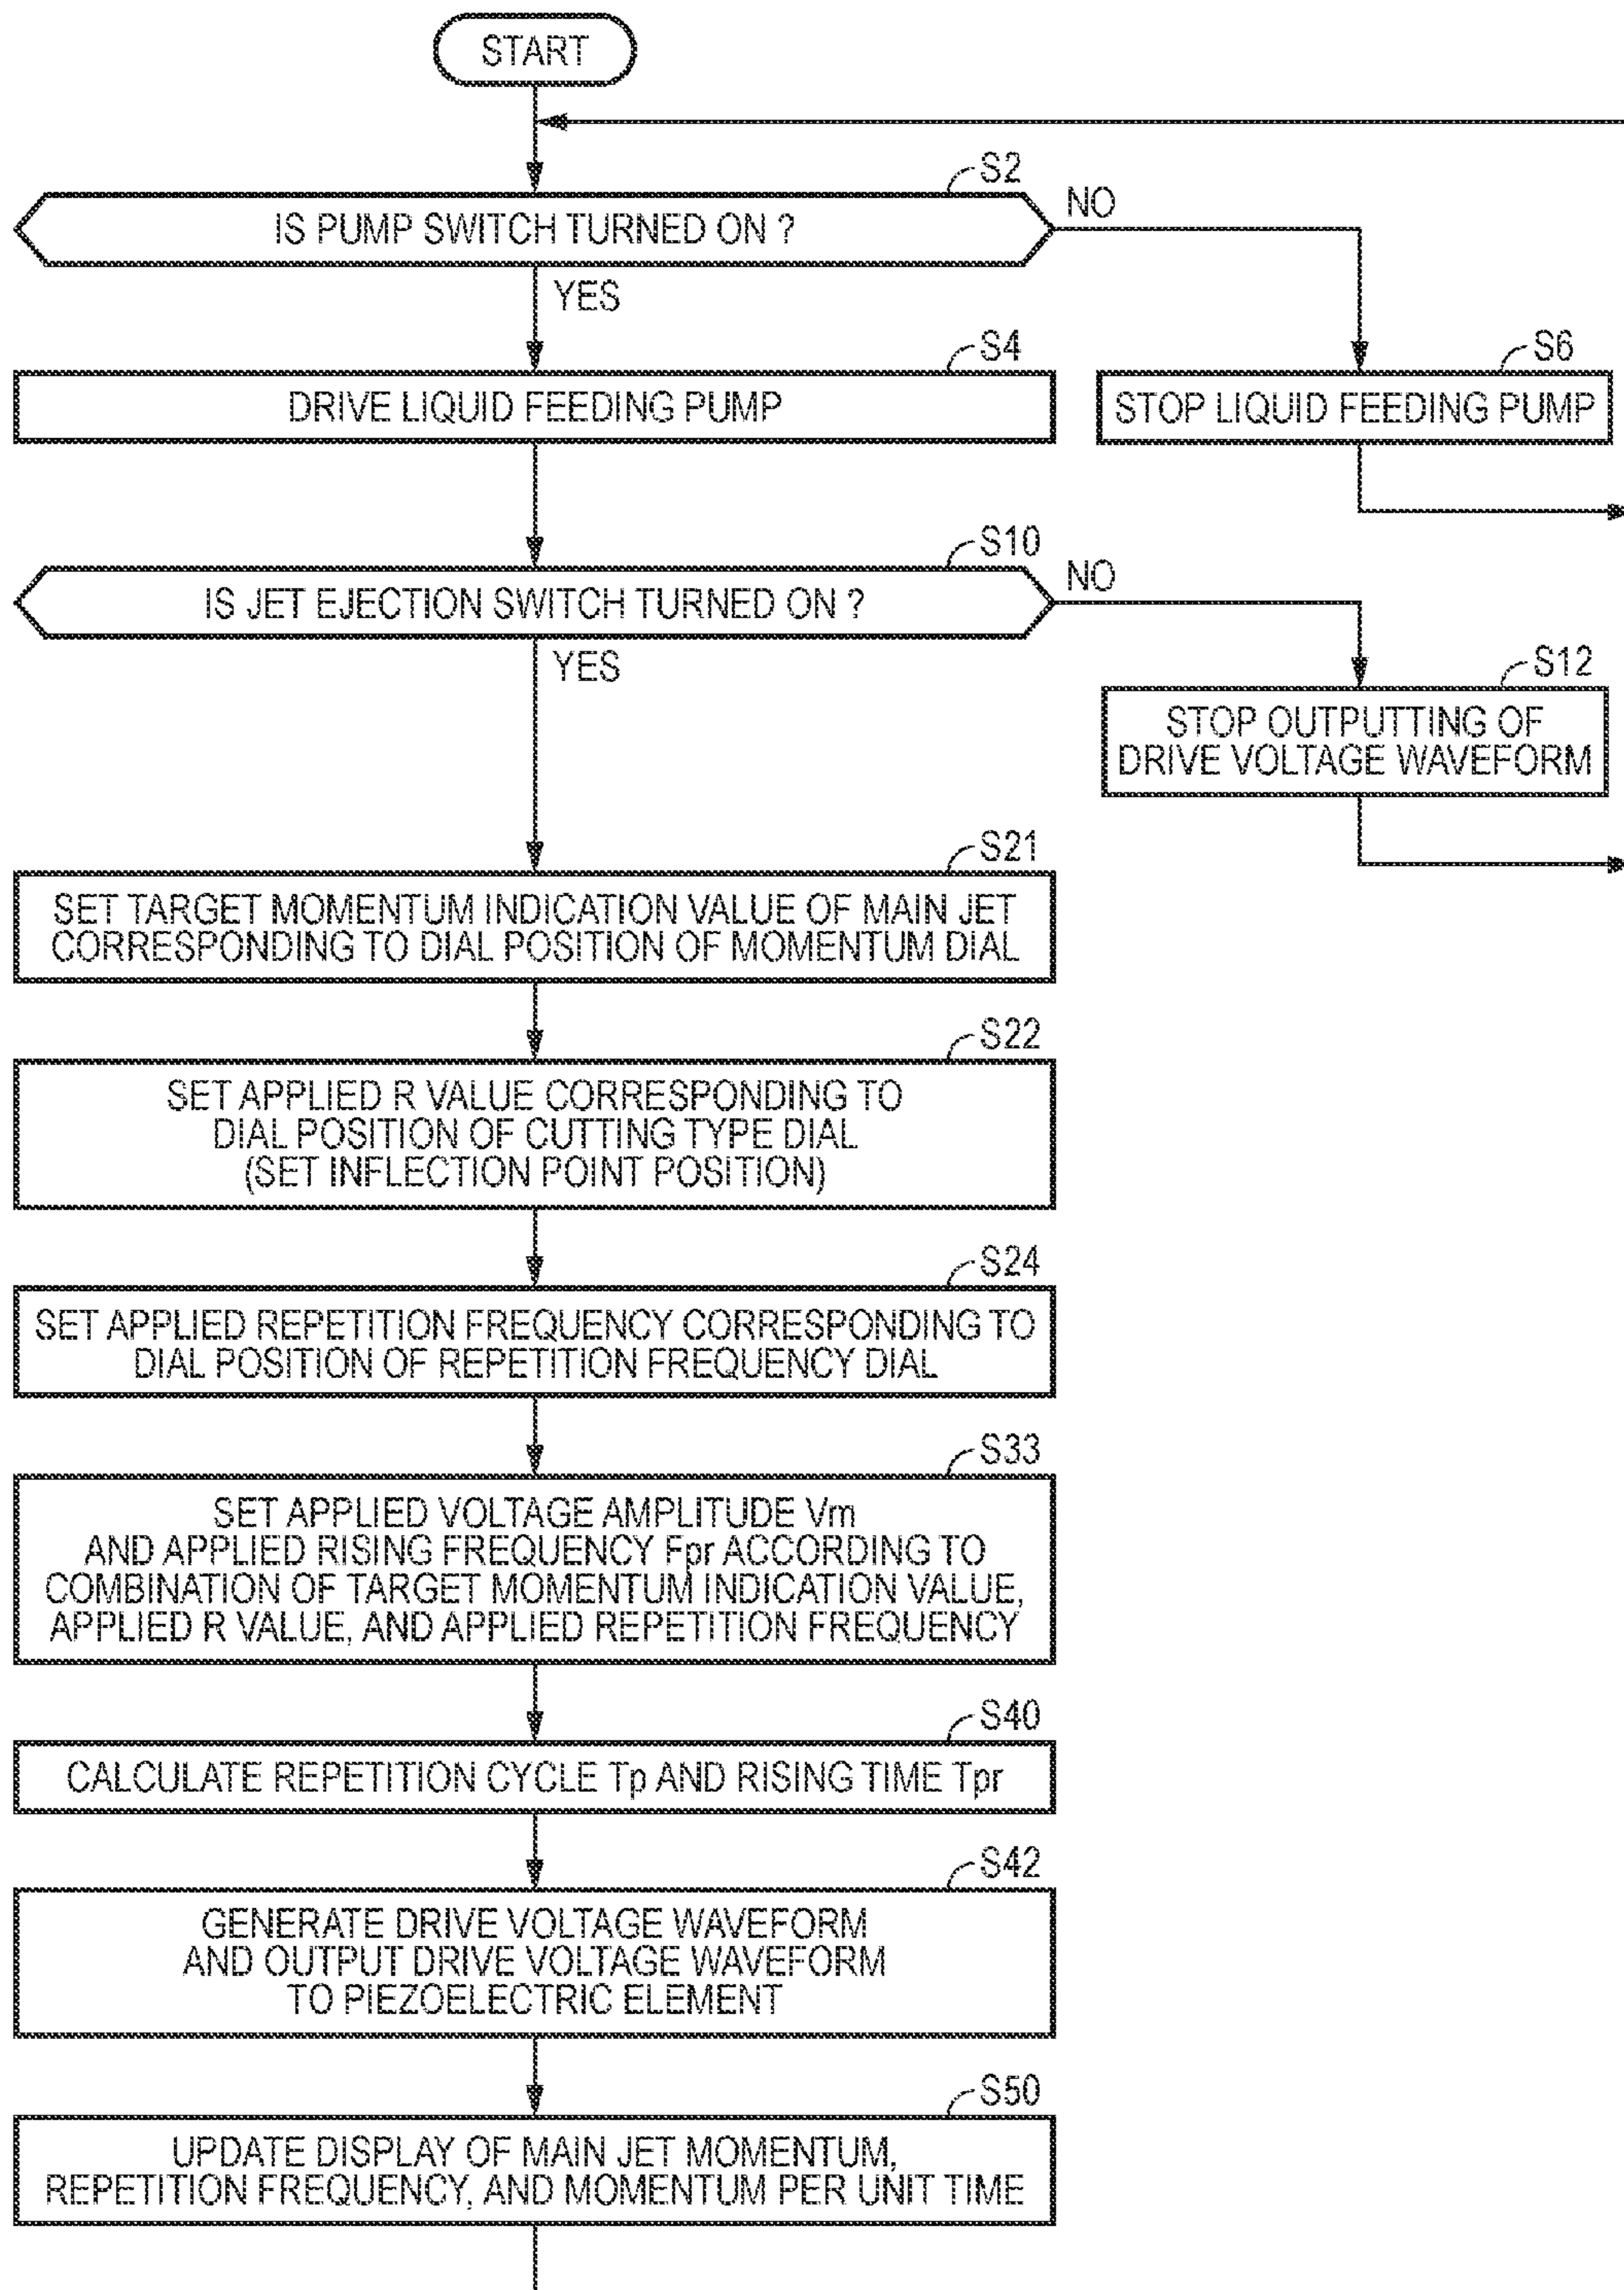 START
S2
IS PUMP SWITCH TURNED ON ?
NO
YES
S4
DRIVE LIQUID FEEDING PUMP
S6
STOP LIQUID FEEDING PUMP
S10
IS JET EJECTION SWITCH TURNED ON ?
NO
YES
S12
STOP OUTPUTTING OF
DRIVE VOLTAGE WAVEFORM
S21
SET TARGET MOMENTUM INDICATION VALUE OF MAIN JET
CORRESPONDING TO DIAL POSITION OF MOMENTUM DIAL
S22
SET APPLIED R VALUE CORRESPONDING TO
DIAL POSITION OF CUTTING TYPE DIAL
(SET INFLECTION POINT POSITION)
S24
SET APPLIED REPETITION FREQUENCY CORRESPONDING TO
DIAL POSITION OF REPETITION FREQUENCY DIAL
S33
SET APPLIED VOLTAGE AMPLITUDE Vm
AND APPLIED RISING FREQUENCY Fpr ACCORDING TO
COMBINATION OF TARGET MOMENTUM INDICATION VALUE,
APPLIED R VALUE, AND APPLIED REPETITION FREQUENCY
S40
CALCULATE REPETITION CYCLE Tp AND RISING TIME Tpr
S42
GENERATE DRIVE VOLTAGE WAVEFORM
AND OUTPUT DRIVE VOLTAGE WAVEFORM
TO PIEZOELECTRIC ELEMENT
S50
UPDATE DISPLAY OF MAIN JET MOMENTUM,
REPETITION FREQUENCY, AND MOMENTUM PER UNIT TIME